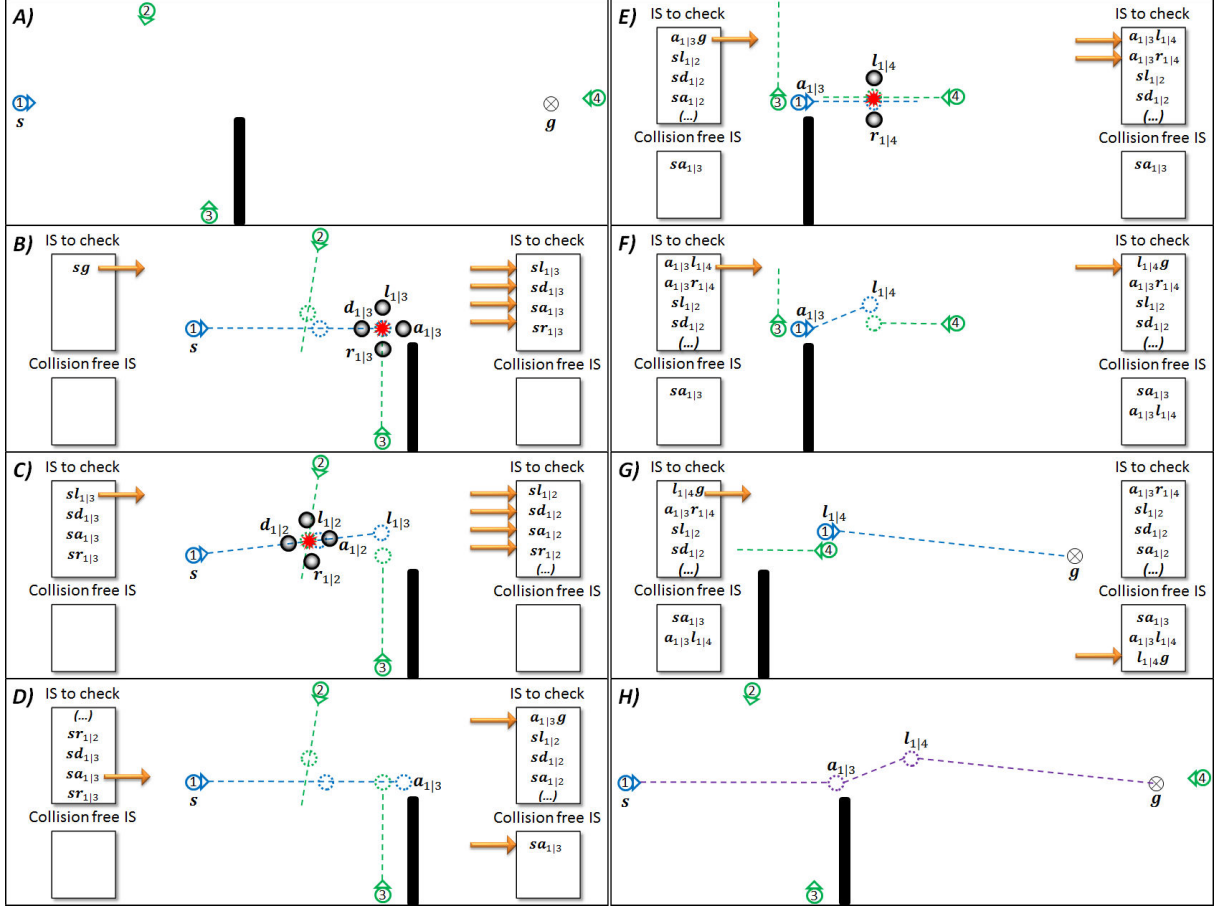 A)
2
1
s
g
4
3
B)
IS to check
sg
Collision free IS
2
1
s
d₁|₃
l₁|₃
a₁|₃
r₁|₃
3
IS to check
sl₁|₃
sd₁|₃
sa₁|₃
sr₁|₃
Collision free IS
C)
IS to check
sl₁|₃
sd₁|₃
sa₁|₃
sr₁|₃
Collision free IS
2
1
s
d₁|₂
l₁|₂
a₁|₂
r₁|₂
l₁|₃
3
IS to check
sl₁|₂
sd₁|₂
sa₁|₂
sr₁|₂
(...)
Collision free IS
D)
IS to check
(...)
sr₁|₂
sd₁|₃
sa₁|₃
sr₁|₃
Collision free IS
2
1
s
a₁|₃
3
IS to check
a₁|₃g
sl₁|₂
sd₁|₂
sa₁|₂
(...)
Collision free IS
sa₁|₃
E)
IS to check
a₁|₃g
sl₁|₂
sd₁|₂
sa₁|₂
(...)
Collision free IS
sa₁|₃
3
a₁|₃
1
l₁|₄
r₁|₄
4
IS to check
a₁|₃l₁|₄
a₁|₃r₁|₄
sl₁|₂
sd₁|₂
(...)
Collision free IS
sa₁|₃
F)
IS to check
a₁|₃l₁|₄
a₁|₃r₁|₄
sl₁|₂
sd₁|₂
(...)
Collision free IS
sa₁|₃
3
a₁|₃
1
l₁|₄
4
IS to check
l₁|₄g
a₁|₃r₁|₄
sl₁|₂
sd₁|₂
(...)
Collision free IS
sa₁|₃
a₁|₃l₁|₄
G)
IS to check
l₁|₄g
a₁|₃r₁|₄
sl₁|₂
sd₁|₂
(...)
Collision free IS
sa₁|₃
a₁|₃l₁|₄
l₁|₄
1
4
g
IS to check
a₁|₃r₁|₄
sl₁|₂
sd₁|₂
sa₁|₂
(...)
Collision free IS
sa₁|₃
a₁|₃l₁|₄
l₁|₄g
H)
2
1
s
a₁|₃
l₁|₄
g
4
3